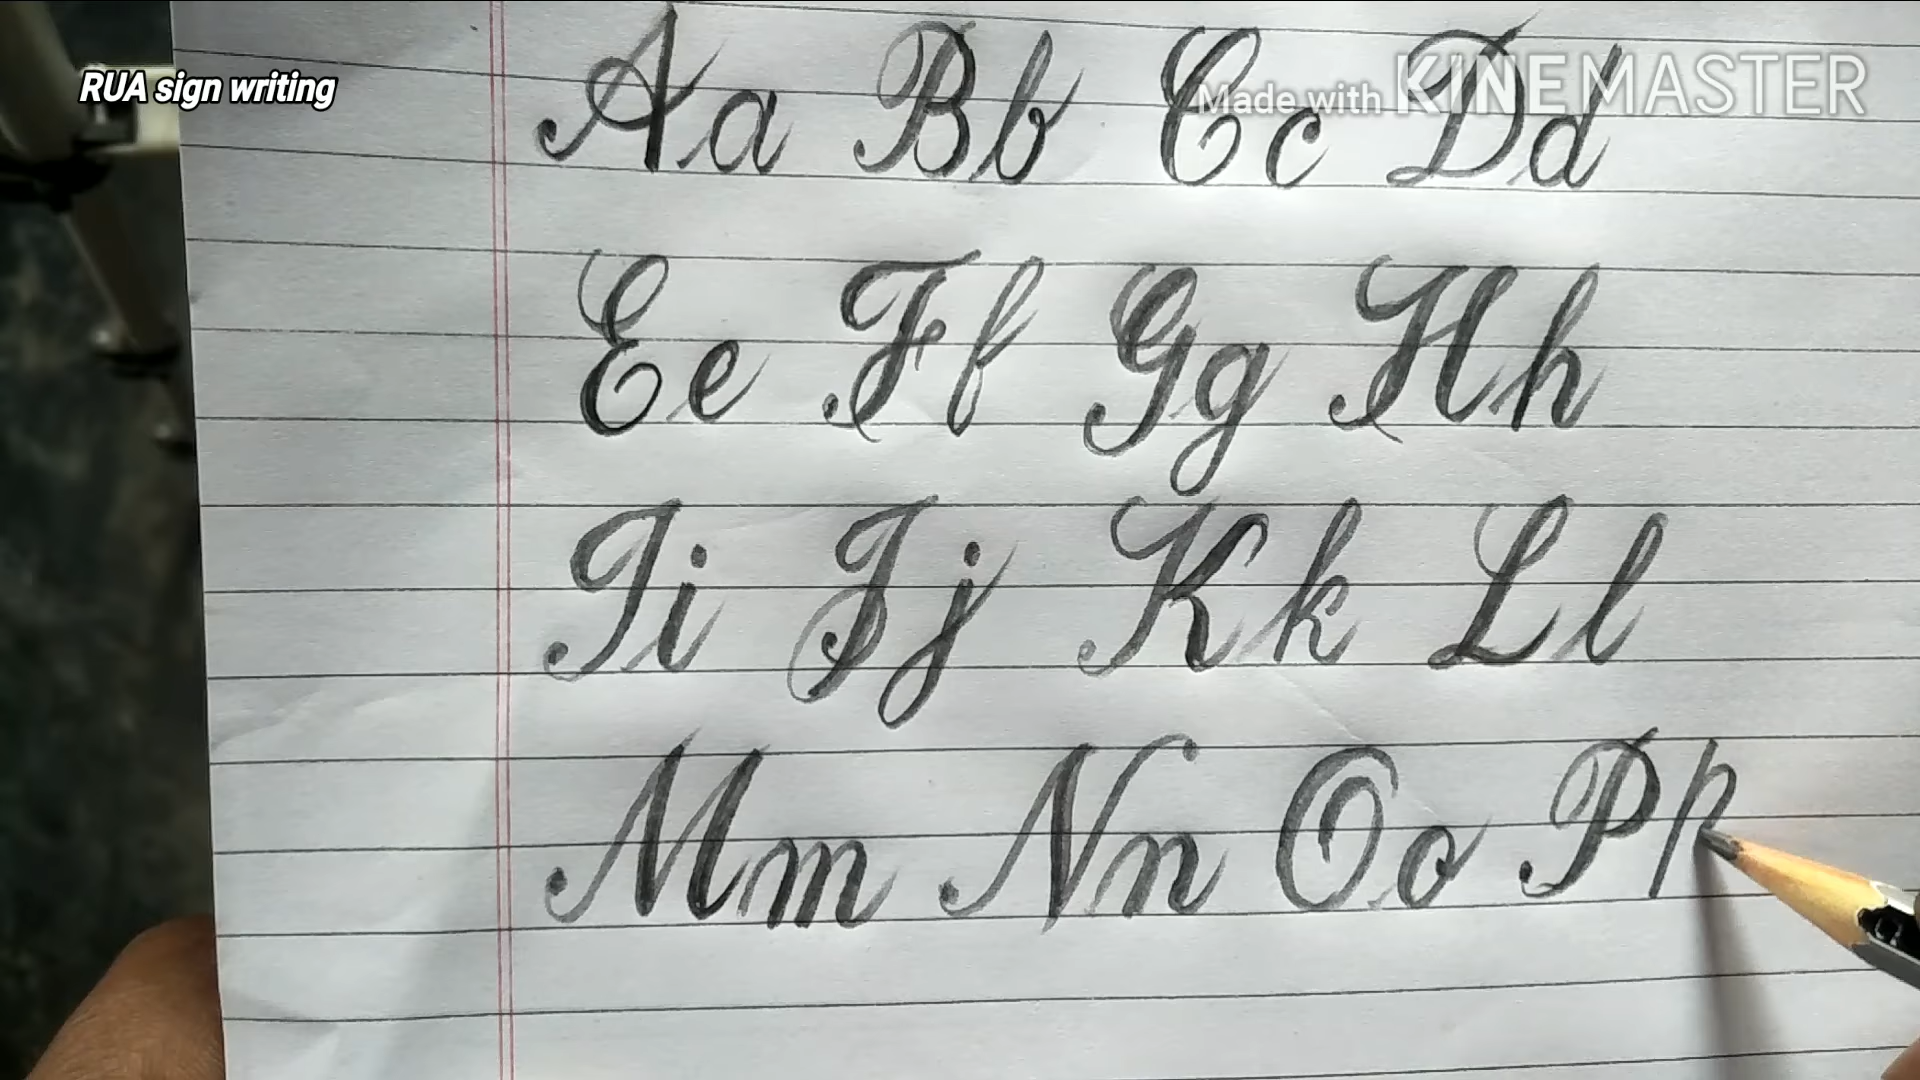 RUA sign writing
Made with KINEMASTER
Aa Bb Cc Dd
Ee Ff Gg Hh
Ii Jj Kk Ll
Mm Nn Oo Pp